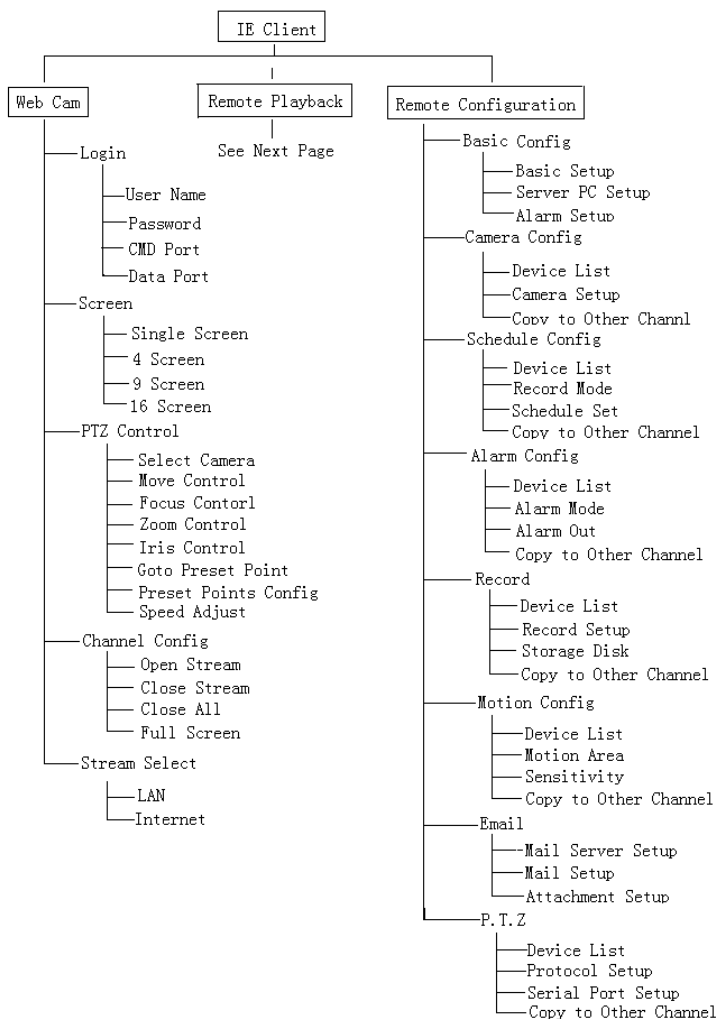 IE Client
Web Cam
Remote Playback
Remote Configuration
See Next Page
Login
User Name
Password
CMD Port
Data Port
Screen
Single Screen
4 Screen
9 Screen
16 Screen
PTZ Control
Select Camera
Move Control
Focus Contorl
Zoom Control
Iris Control
Goto Preset Point
Preset Points Config
Speed Adjust
Channel Config
Open Stream
Close Stream
Close All
Full Screen
Stream Select
LAN
Internet
Basic Config
Basic Setup
Server PC Setup
Alarm Setup
Camera Config
Device List
Camera Setup
Copy to Other Channl
Schedule Config
Device List
Record Mode
Schedule Set
Copy to Other Channel
Alarm Config
Device List
Alarm Mode
Alarm Out
Copy to Other Channel
Record
Device List
Record Setup
Storage Disk
Copy to Other Channel
Motion Config
Device List
Motion Area
Sensitivity
Copy to Other Channel
Email
Mail Server Setup
Mail Setup
Attachment Setup
P.T.Z
Device List
Protocol Setup
Serial Port Setup
Copy to Other Channel